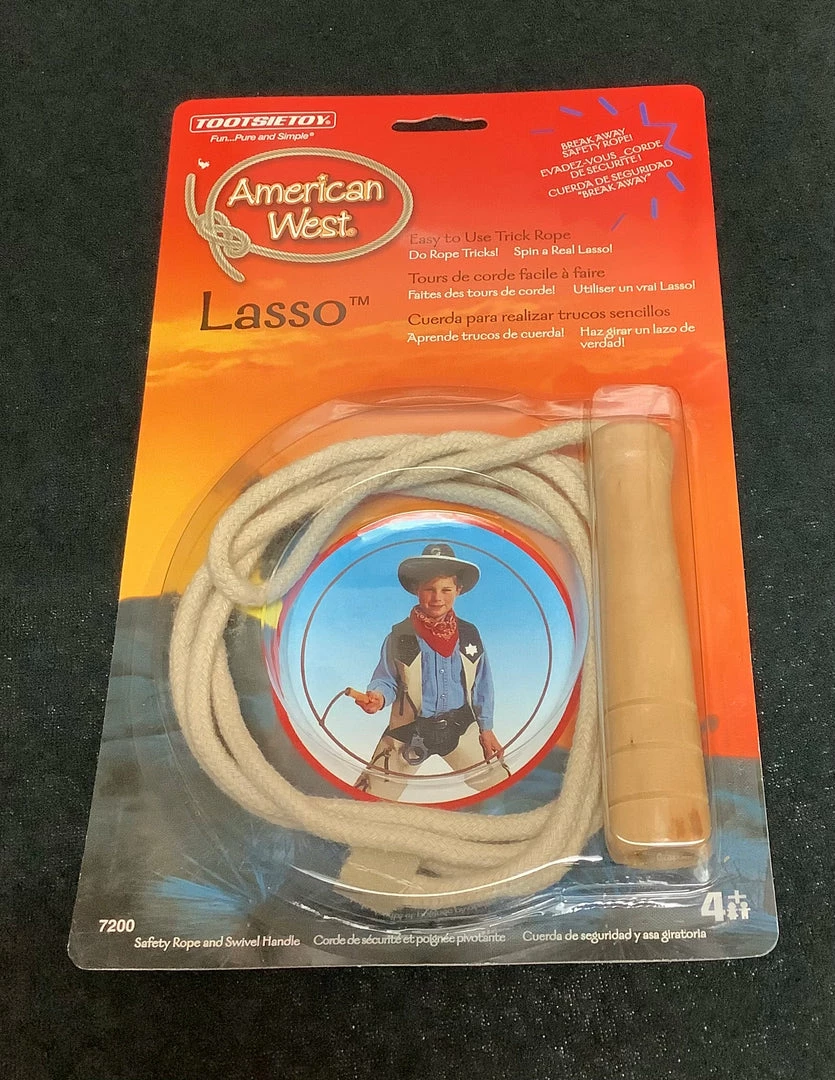 TOOTSIETOY®
Fun...Pure and Simple®
American
West®
Lasso™
BREAK AWAY
SAFETY ROPE!
EVADEZ-VOUS CORDE
DE SECURITE!
CUERDA DE SEGURIDAD
"BREAK AWAY"
Easy to Use Trick Rope
Do Rope Tricks! Spin a Real Lasso!
Tours de corde facile à faire
Faites des tours de corde! Utiliser un vrai Lasso!
Cuerda para realizar trucos sencillos
Aprende trucos de cuerda! Haz girar un lazo de
verdad!
7200
4+
Safety Rope and Swivel Handle Corde de sécurité et poignée pivotante Cuerda de seguridad y asa giratoria